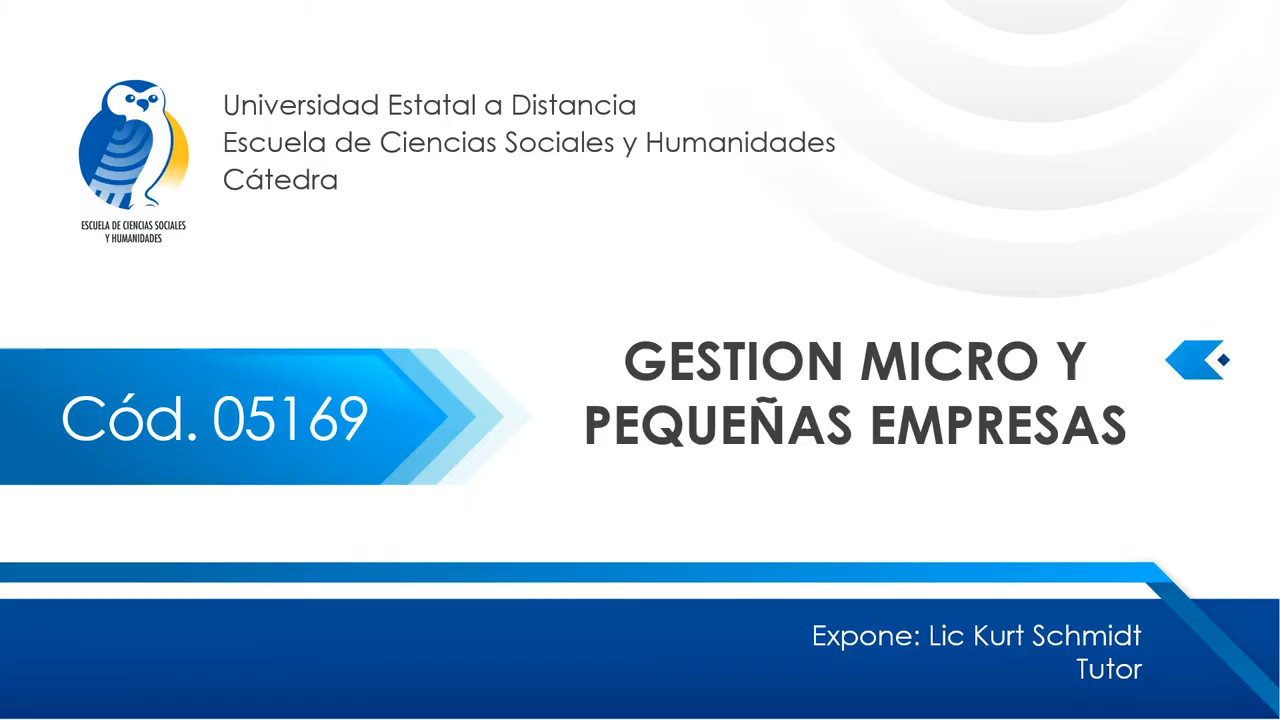 Universidad Estatal a Distancia
Escuela de Ciencias Sociales y Humanidades
Cátedra
ESCUELA DE CIENCIAS SOCIALES
Y HUMANIDADES
Cód. 05169
GESTION MICRO Y
PEQUEÑAS EMPRESAS
Expone: Lic Kurt Schmidt
Tutor